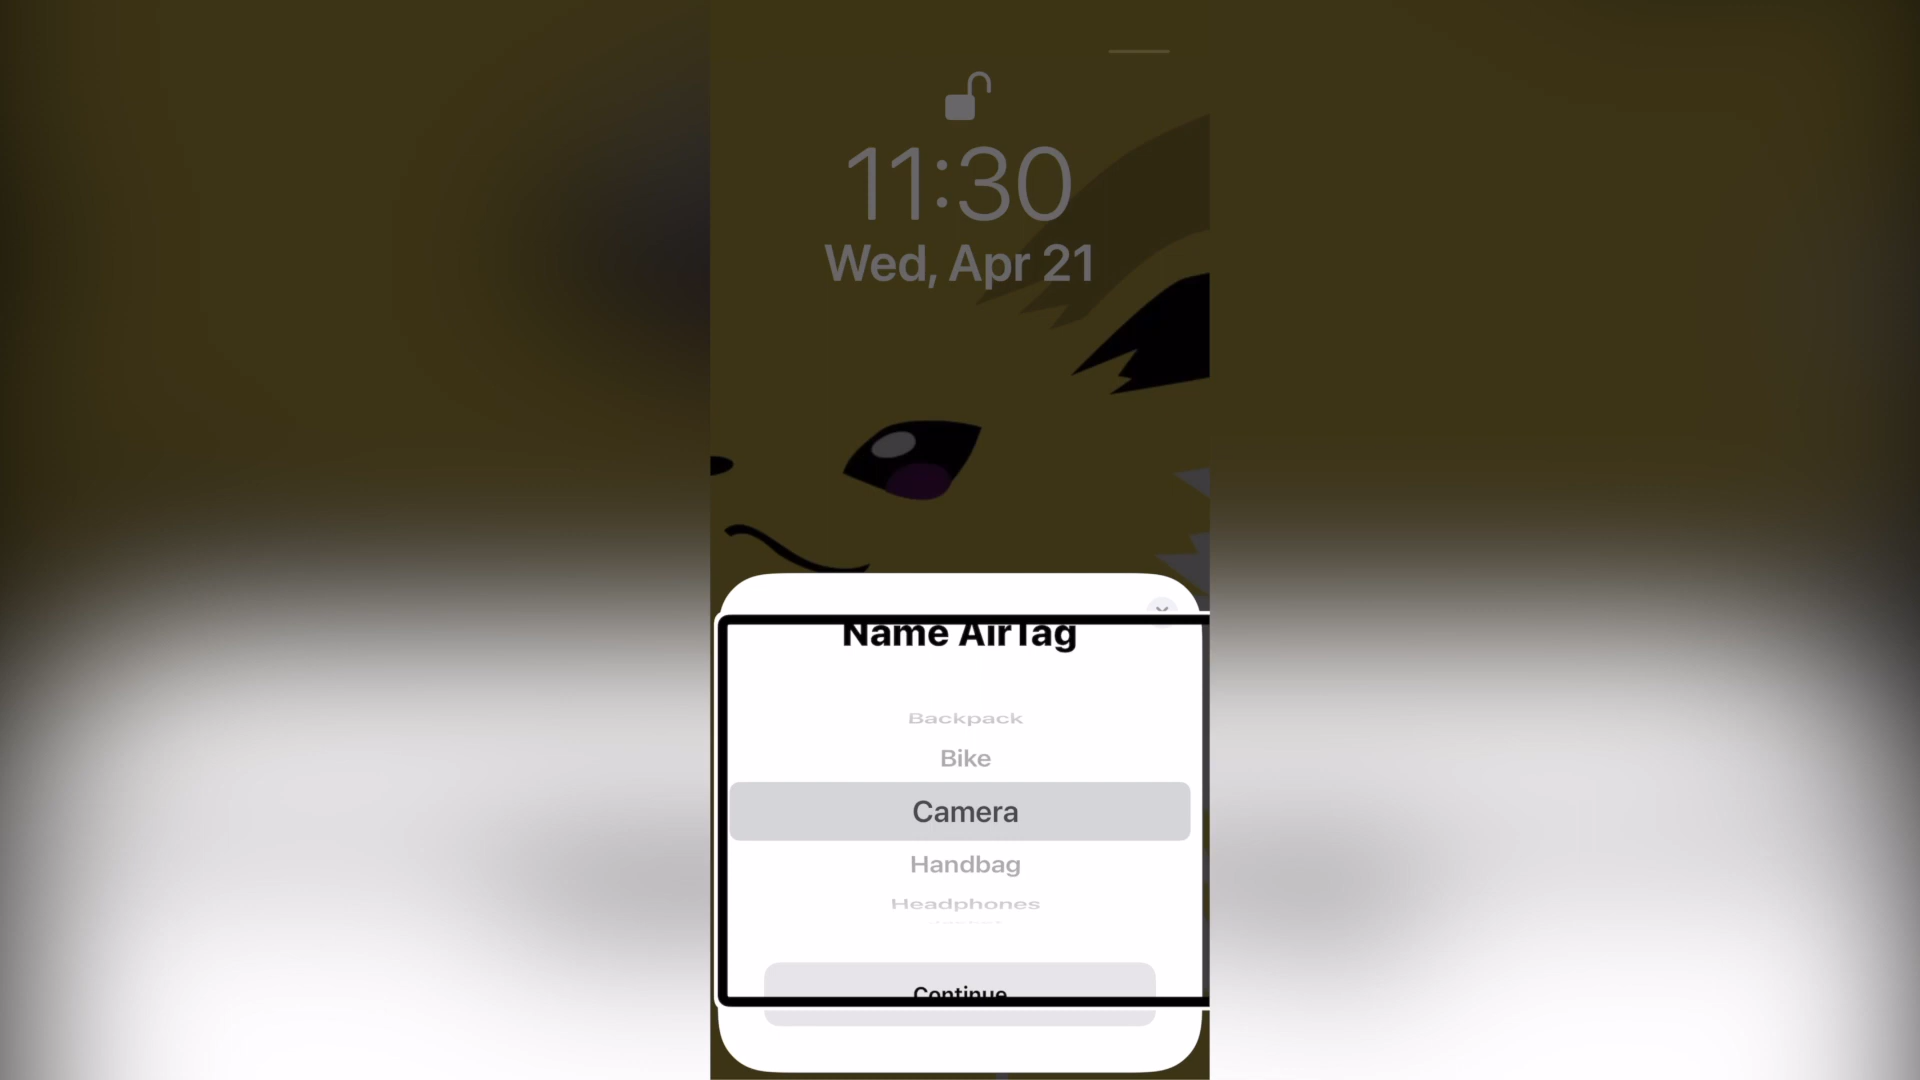 11:30
Wed, Apr 21
Name AirTag
Backpack
Bike
Camera
Handbag
Headphones
Continue